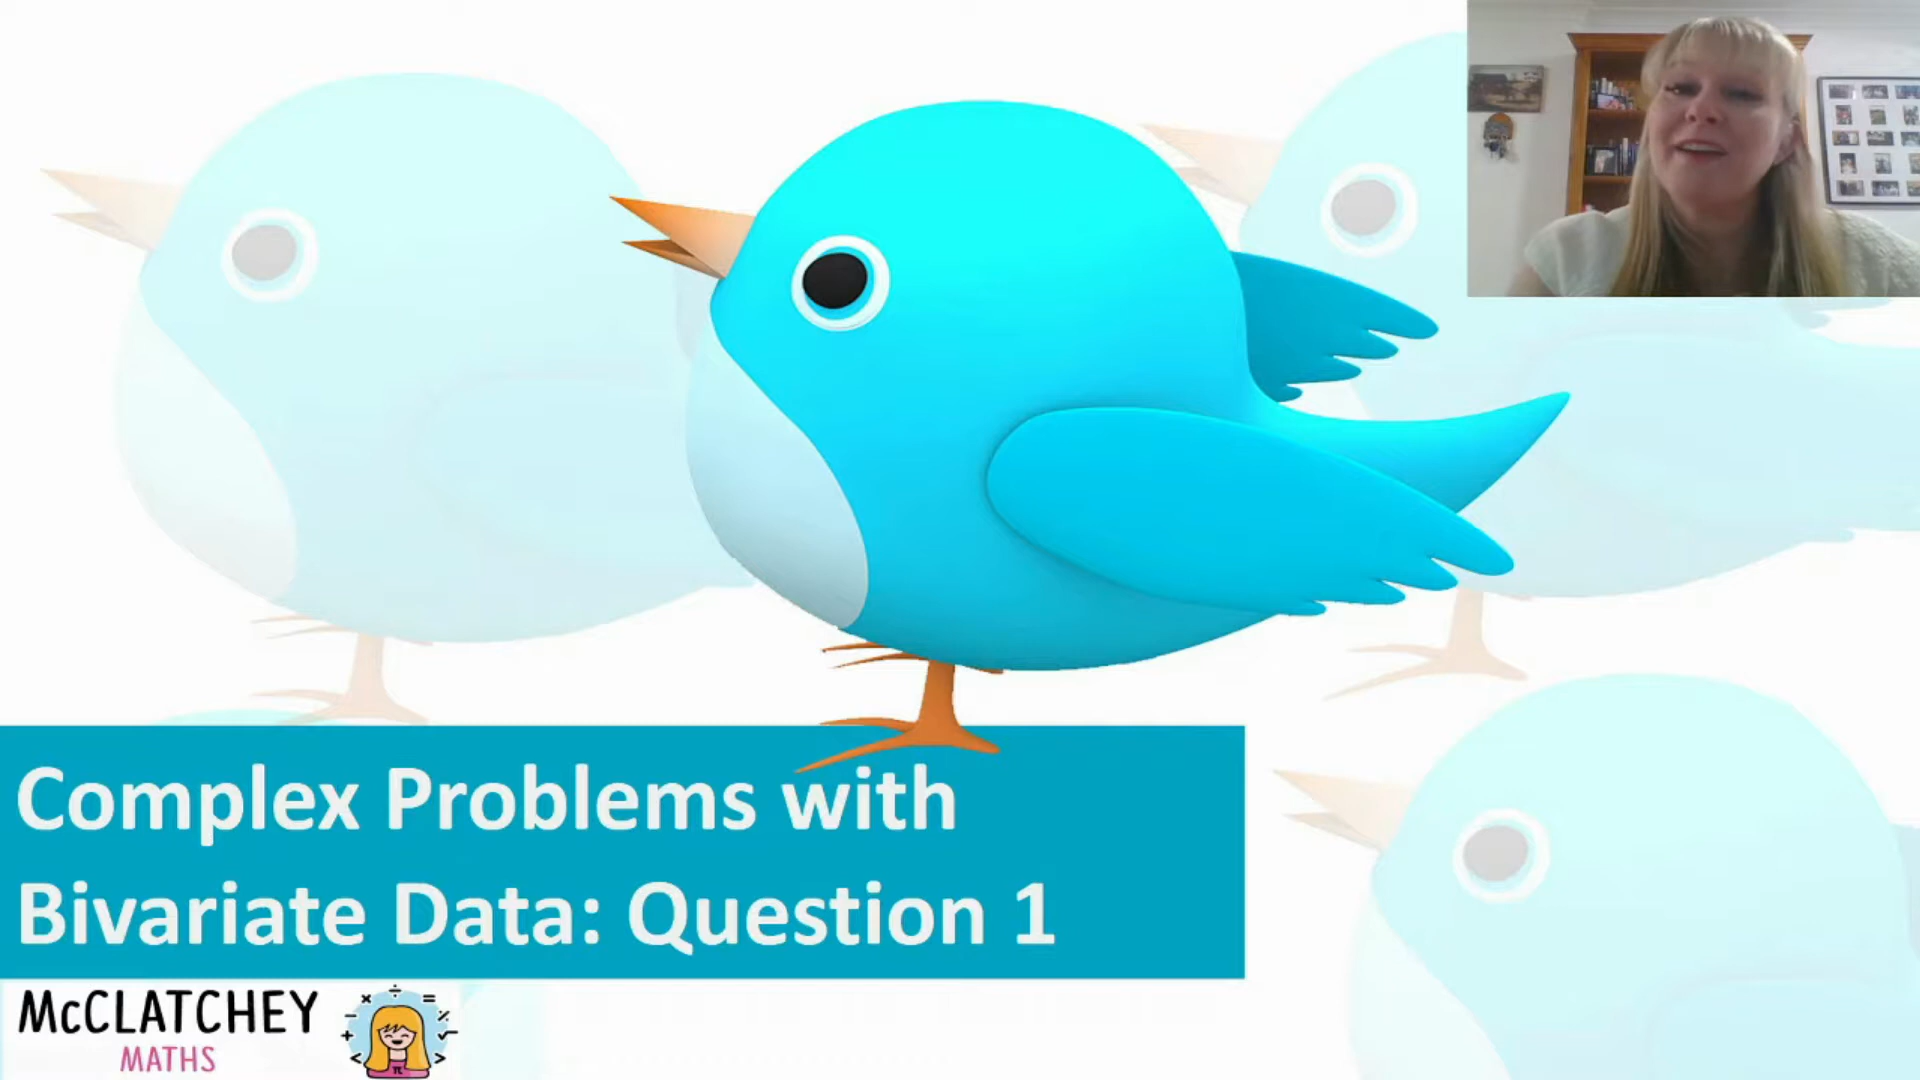 Complex Problems with
Bivariate Data: Question 1
McCLATCHEY
MATHS